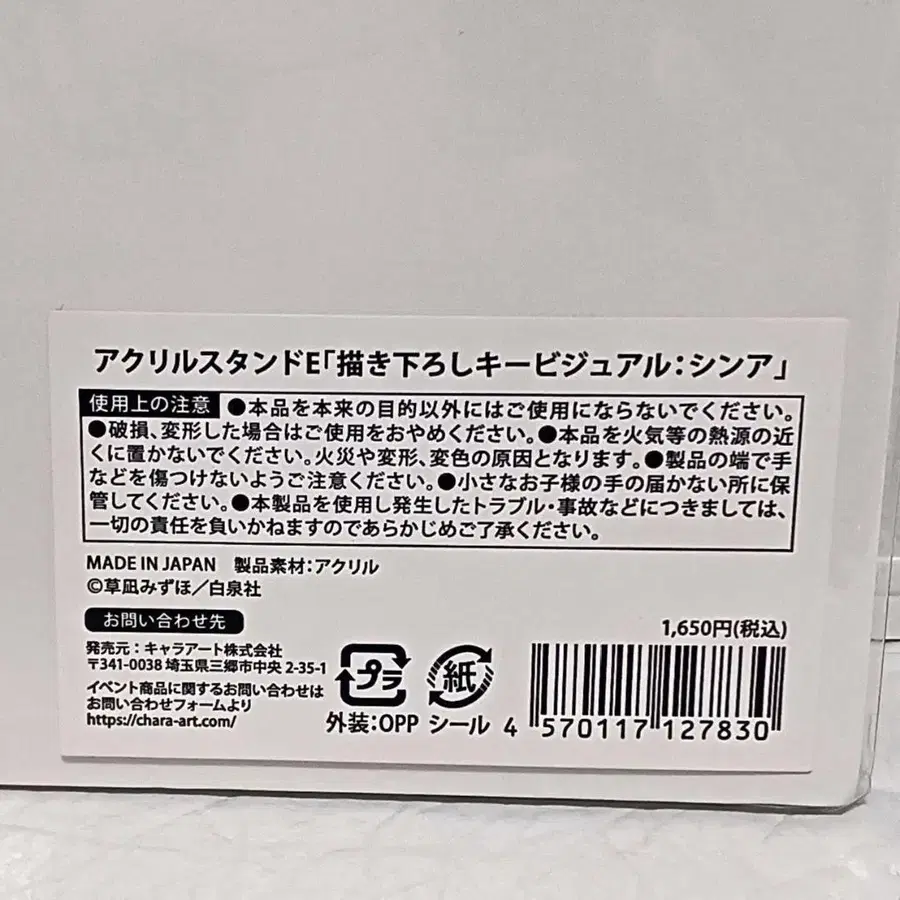 アクリルスタンドE「描き下ろしキービジュアル：シンア」
使用上の注意 ●本品を本来の目的以外にはご使用にならないでください。
●破損、変形した場合はご使用をおやめください。●本品を火気等の熱源の近
くに置かないでください。火災や変形、変色の原因となります。●製品の端で手
などを傷つけないようご注意ください。●小さなお子様の手の届かない所に保
管してください。●本製品を使用し発生したトラブル・事故などにつきましては、
一切の責任を負いかねますのであらかじめご了承ください。
MADE IN JAPAN 製品素材：アクリル
©草凪みずほ／白泉社
お問い合わせ先
発売元：キャラアート株式会社
〒341-0038 埼玉県三郷市中央 2-35-1
イベント商品に関するお問い合わせは
お問い合わせフォームより
https://chara-art.com/
プラ 紙
外装：OPP シール
1,650円(税込)
4 570117 127830